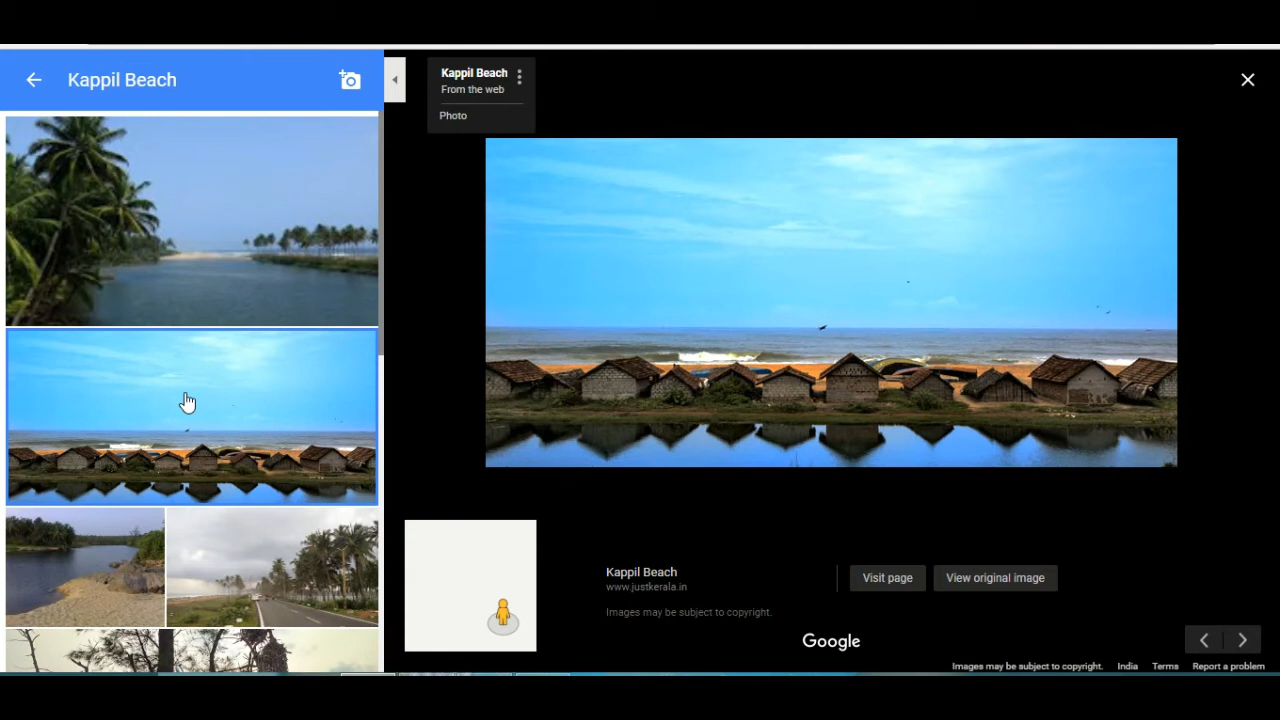 Kappil Beach
Kappil Beach
From the web
Photo
Kappil Beach
www.justkerala.in
Images may be subject to copyright.
Visit page
View original image
Google
Images may be subject to copyright.
India
Terms
Report a problem